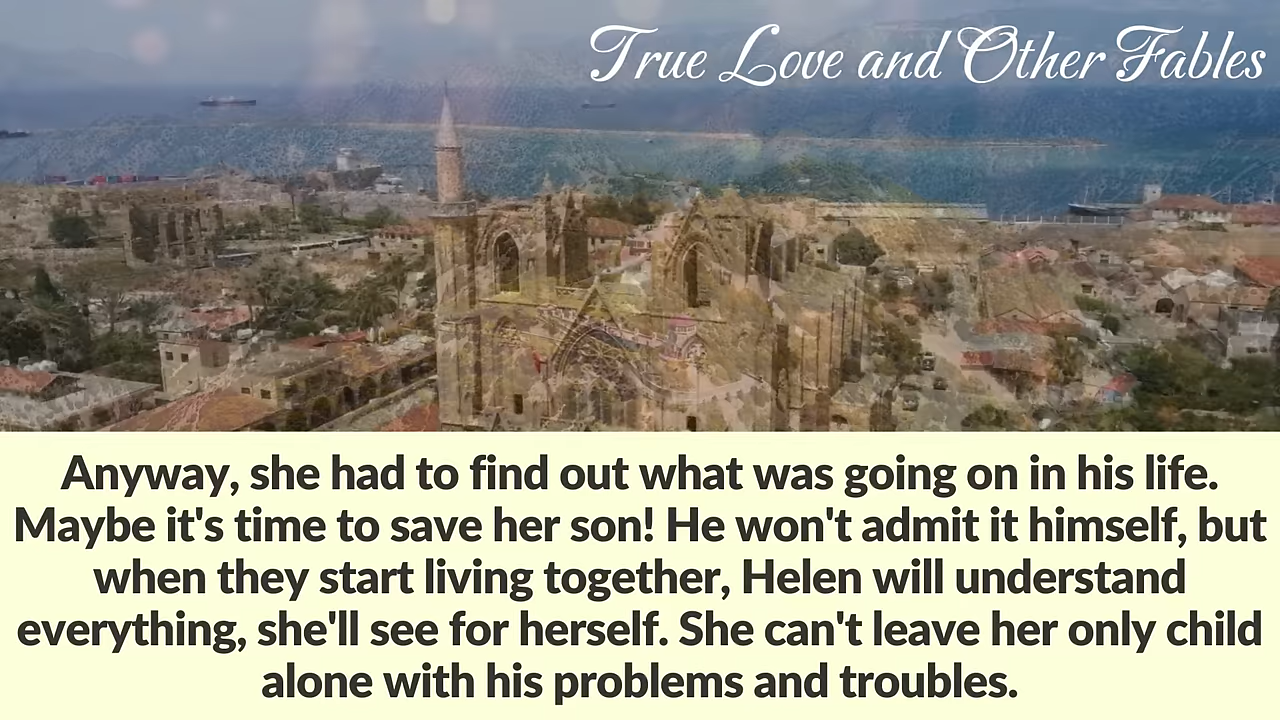 True Love and Other Fables
Anyway, she had to find out what was going on in his life.
Maybe it's time to save her son! He won't admit it himself, but
when they start living together, Helen will understand
everything, she'll see for herself. She can't leave her only child
alone with his problems and troubles.